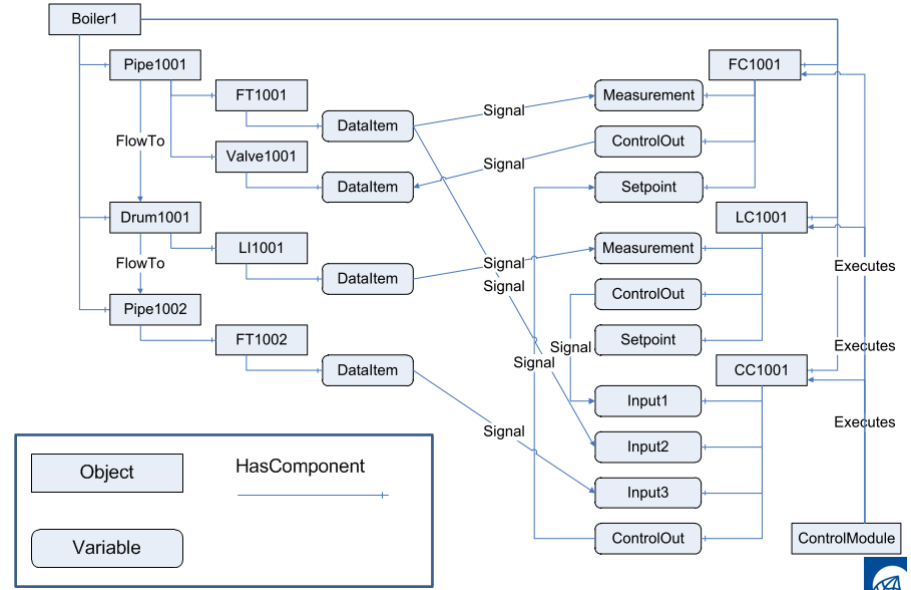 Boiler1
Pipe1001
FC1001
FT1001
Measurement
Signal
DataItem
FlowTo
ControlOut
Valve1001
Signal
DataItem
Setpoint
Drum1001
LC1001
LI1001
Measurement
FlowTo
Signal
Executes
DataItem
Signal
ControlOut
Pipe1002
FT1002
Setpoint
Signal
Executes
Signal
DataItem
CC1001
Input1
Executes
Signal
Input2
Object
HasComponent
Input3
Variable
ControlOut
ControlModule